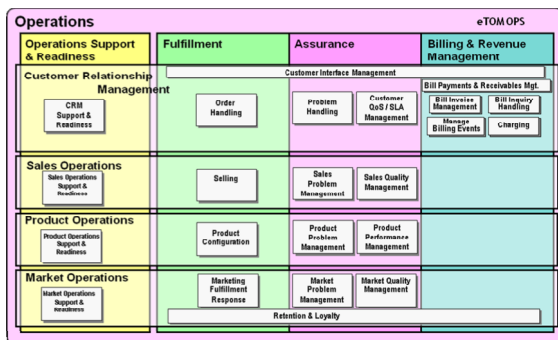 Operations
eTOM OPS
Operations Support
& Readiness
Fulfillment
Assurance
Billing & Revenue
Management
Customer Relationship
Management
Customer Interface Management
Bill Payments & Receivables Mgt.
CRM
Support &
Readiness
Order
Handling
Problem
Handling
Customer
QoS / SLA
Management
Bill Invoice
Management
Bill Inquiry
Handling
Manage
Billing Events
Charging
Sales Operations
Sales Operations
Support &
Readiness
Selling
Sales
Problem
Management
Sales Quality
Management
Product Operations
Product Operations
Support &
Readiness
Product
Configuration
Product
Problem
Management
Product
Performance
Management
Market Operations
Market Operations
Support &
Readiness
Marketing
Fulfillment
Response
Market
Problem
Management
Market Quality
Management
Retention & Loyalty